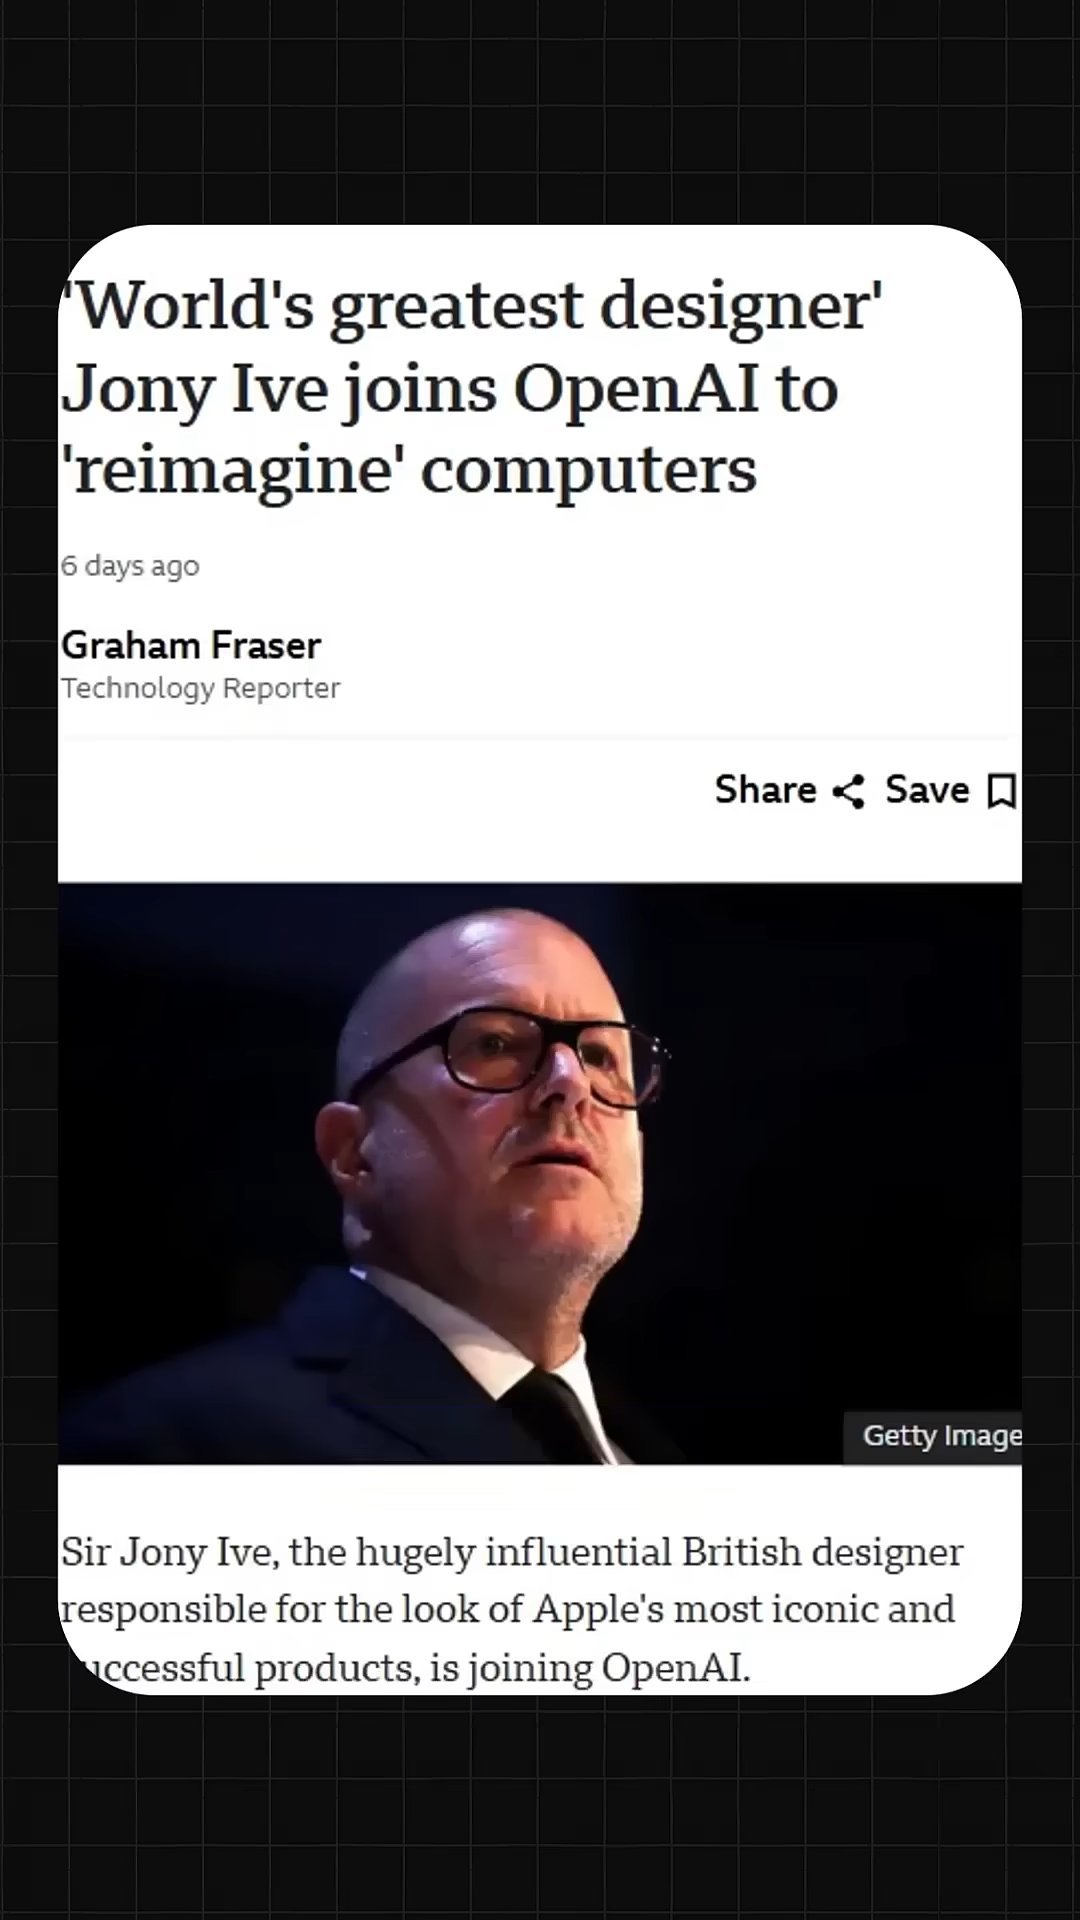 'World's greatest designer'
Jony Ive joins OpenAI to
'reimagine' computers
6 days ago
Graham Fraser
Technology Reporter
Share Save
Getty Image
Sir Jony Ive, the hugely influential British designer
responsible for the look of Apple's most iconic and
uccessful products, is joining OpenAI.